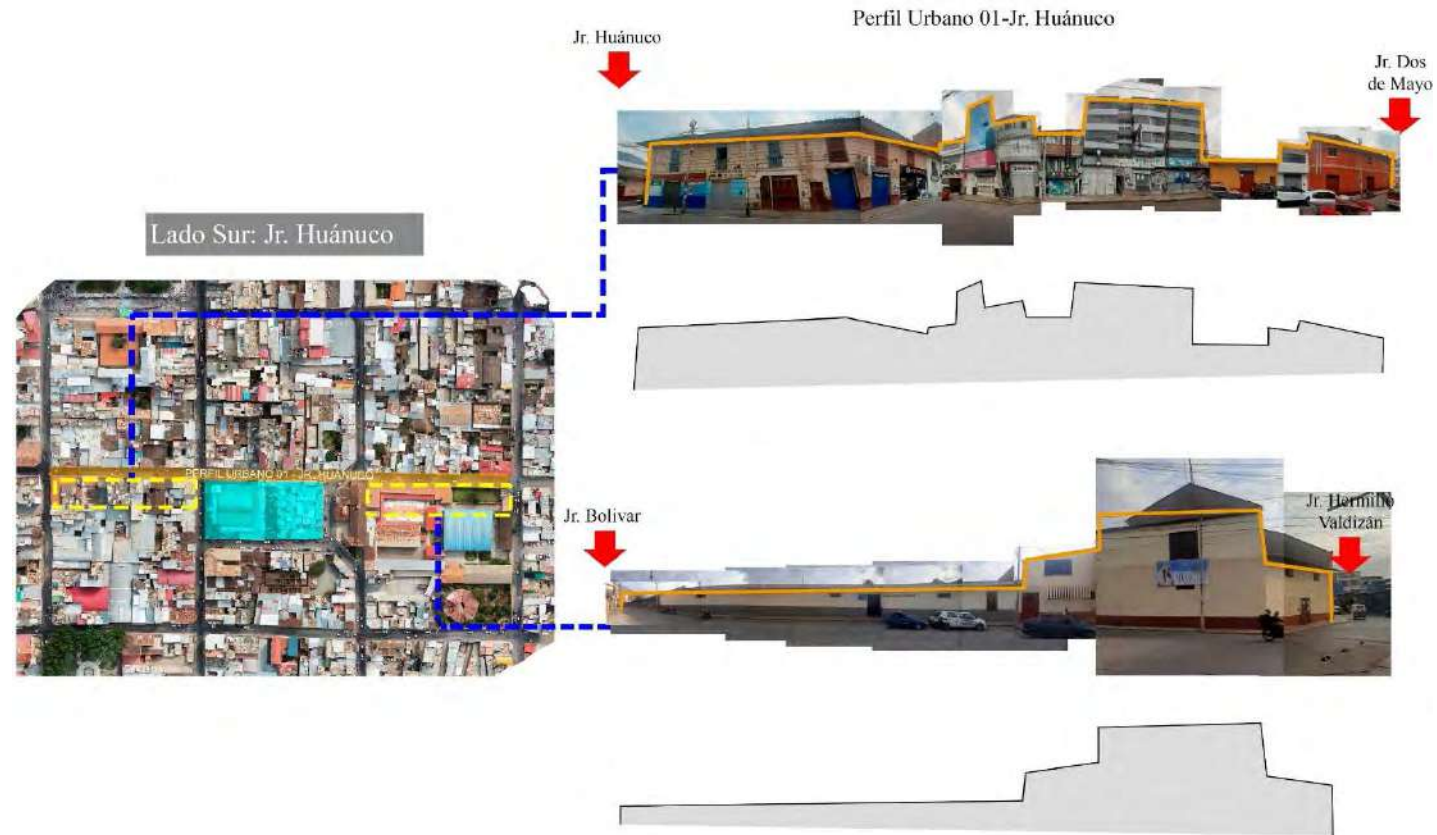 Perfil Urbano 01-Jr. Huánuco
Jr. Huánuco
Jr. Dos
de Mayo
Lado Sur: Jr. Huánuco
PERFIL URBANO 01 - JR. HUÁNUCO
Jr. Bolivar
Jr. Hermilio
Valdizán